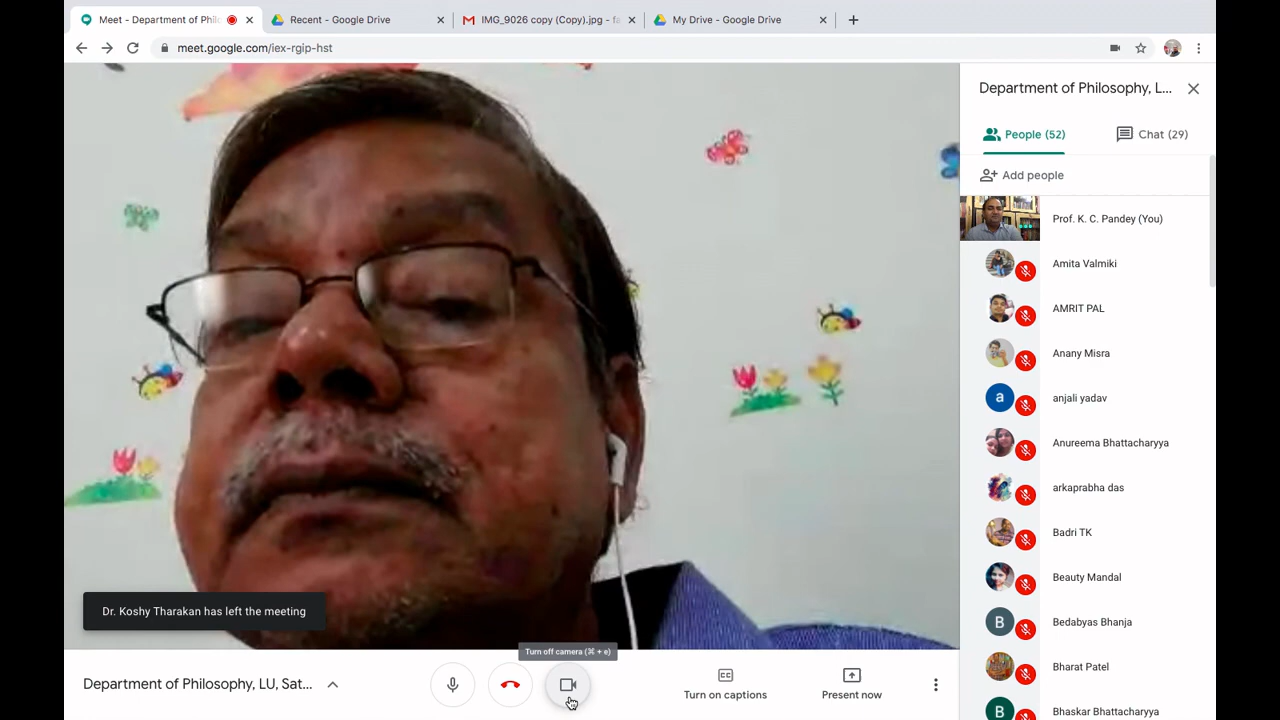 Meet - Department of Phil
Recent - Google Drive
IMG_9026 copy (Copy).jpg - fa
My Drive - Google Drive
meet.google.com/iex-rgip-hst
Department of Philosophy, L...
People (52)
Chat (29)
Add people
Prof. K. C. Pandey (You)
Amita Valmiki
AMRIT PAL
Anany Misra
a
anjali yadav
Anureema Bhattacharyya
arkaprabha das
Badri TK
Beauty Mandal
B
Bedabyas Bhanja
Bharat Patel
B
Bhaskar Bhattacharyya
Dr. Koshy Tharakan has left the meeting
Turn off camera (⌘ + e)
Department of Philosophy, LU, Sat...
Turn on captions
Present now